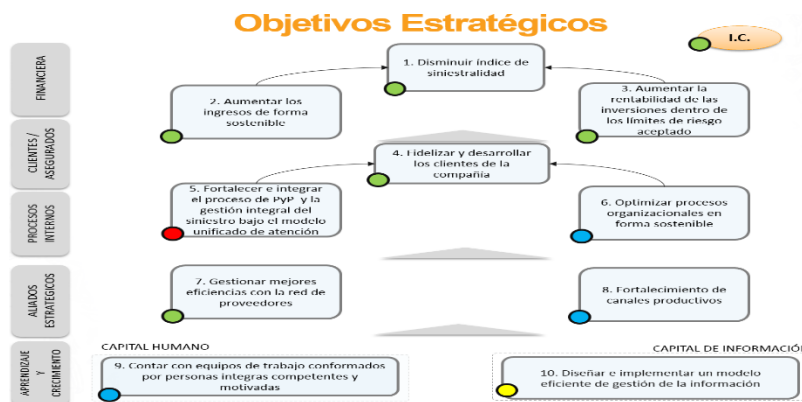 Objetivos Estratégicos
I.C.
FINANCIERA
1. Disminuir índice de
siniestralidad
2. Aumentar los
ingresos de forma
sostenible
3. Aumentar la
rentabilidad de las
inversiones dentro de
los límites de riesgo
aceptado
CLIENTES /
ASEGURADOS
4. Fidelizar y desarrollar
los clientes de la
compañía
PROCESOS
INTERNOS
5. Fortalecer e integrar
el proceso de PyP y la
gestión integral del
siniestro bajo el modelo
unificado de atención
6. Optimizar procesos
organizacionales en
forma sostenible
ALIADOS
ESTRATEGICOS
7. Gestionar mejores
eficiencias con la red de
proveedores
8. Fortalecimiento de
canales productivos
APRENDIZAJE
Y
CRECIMIENTO
CAPITAL HUMANO
9. Contar con equipos de trabajo conformados
por personas integras competentes y
motivadas
CAPITAL DE INFORMACIÓN
10. Diseñar e implementar un modelo
eficiente de gestión de la información